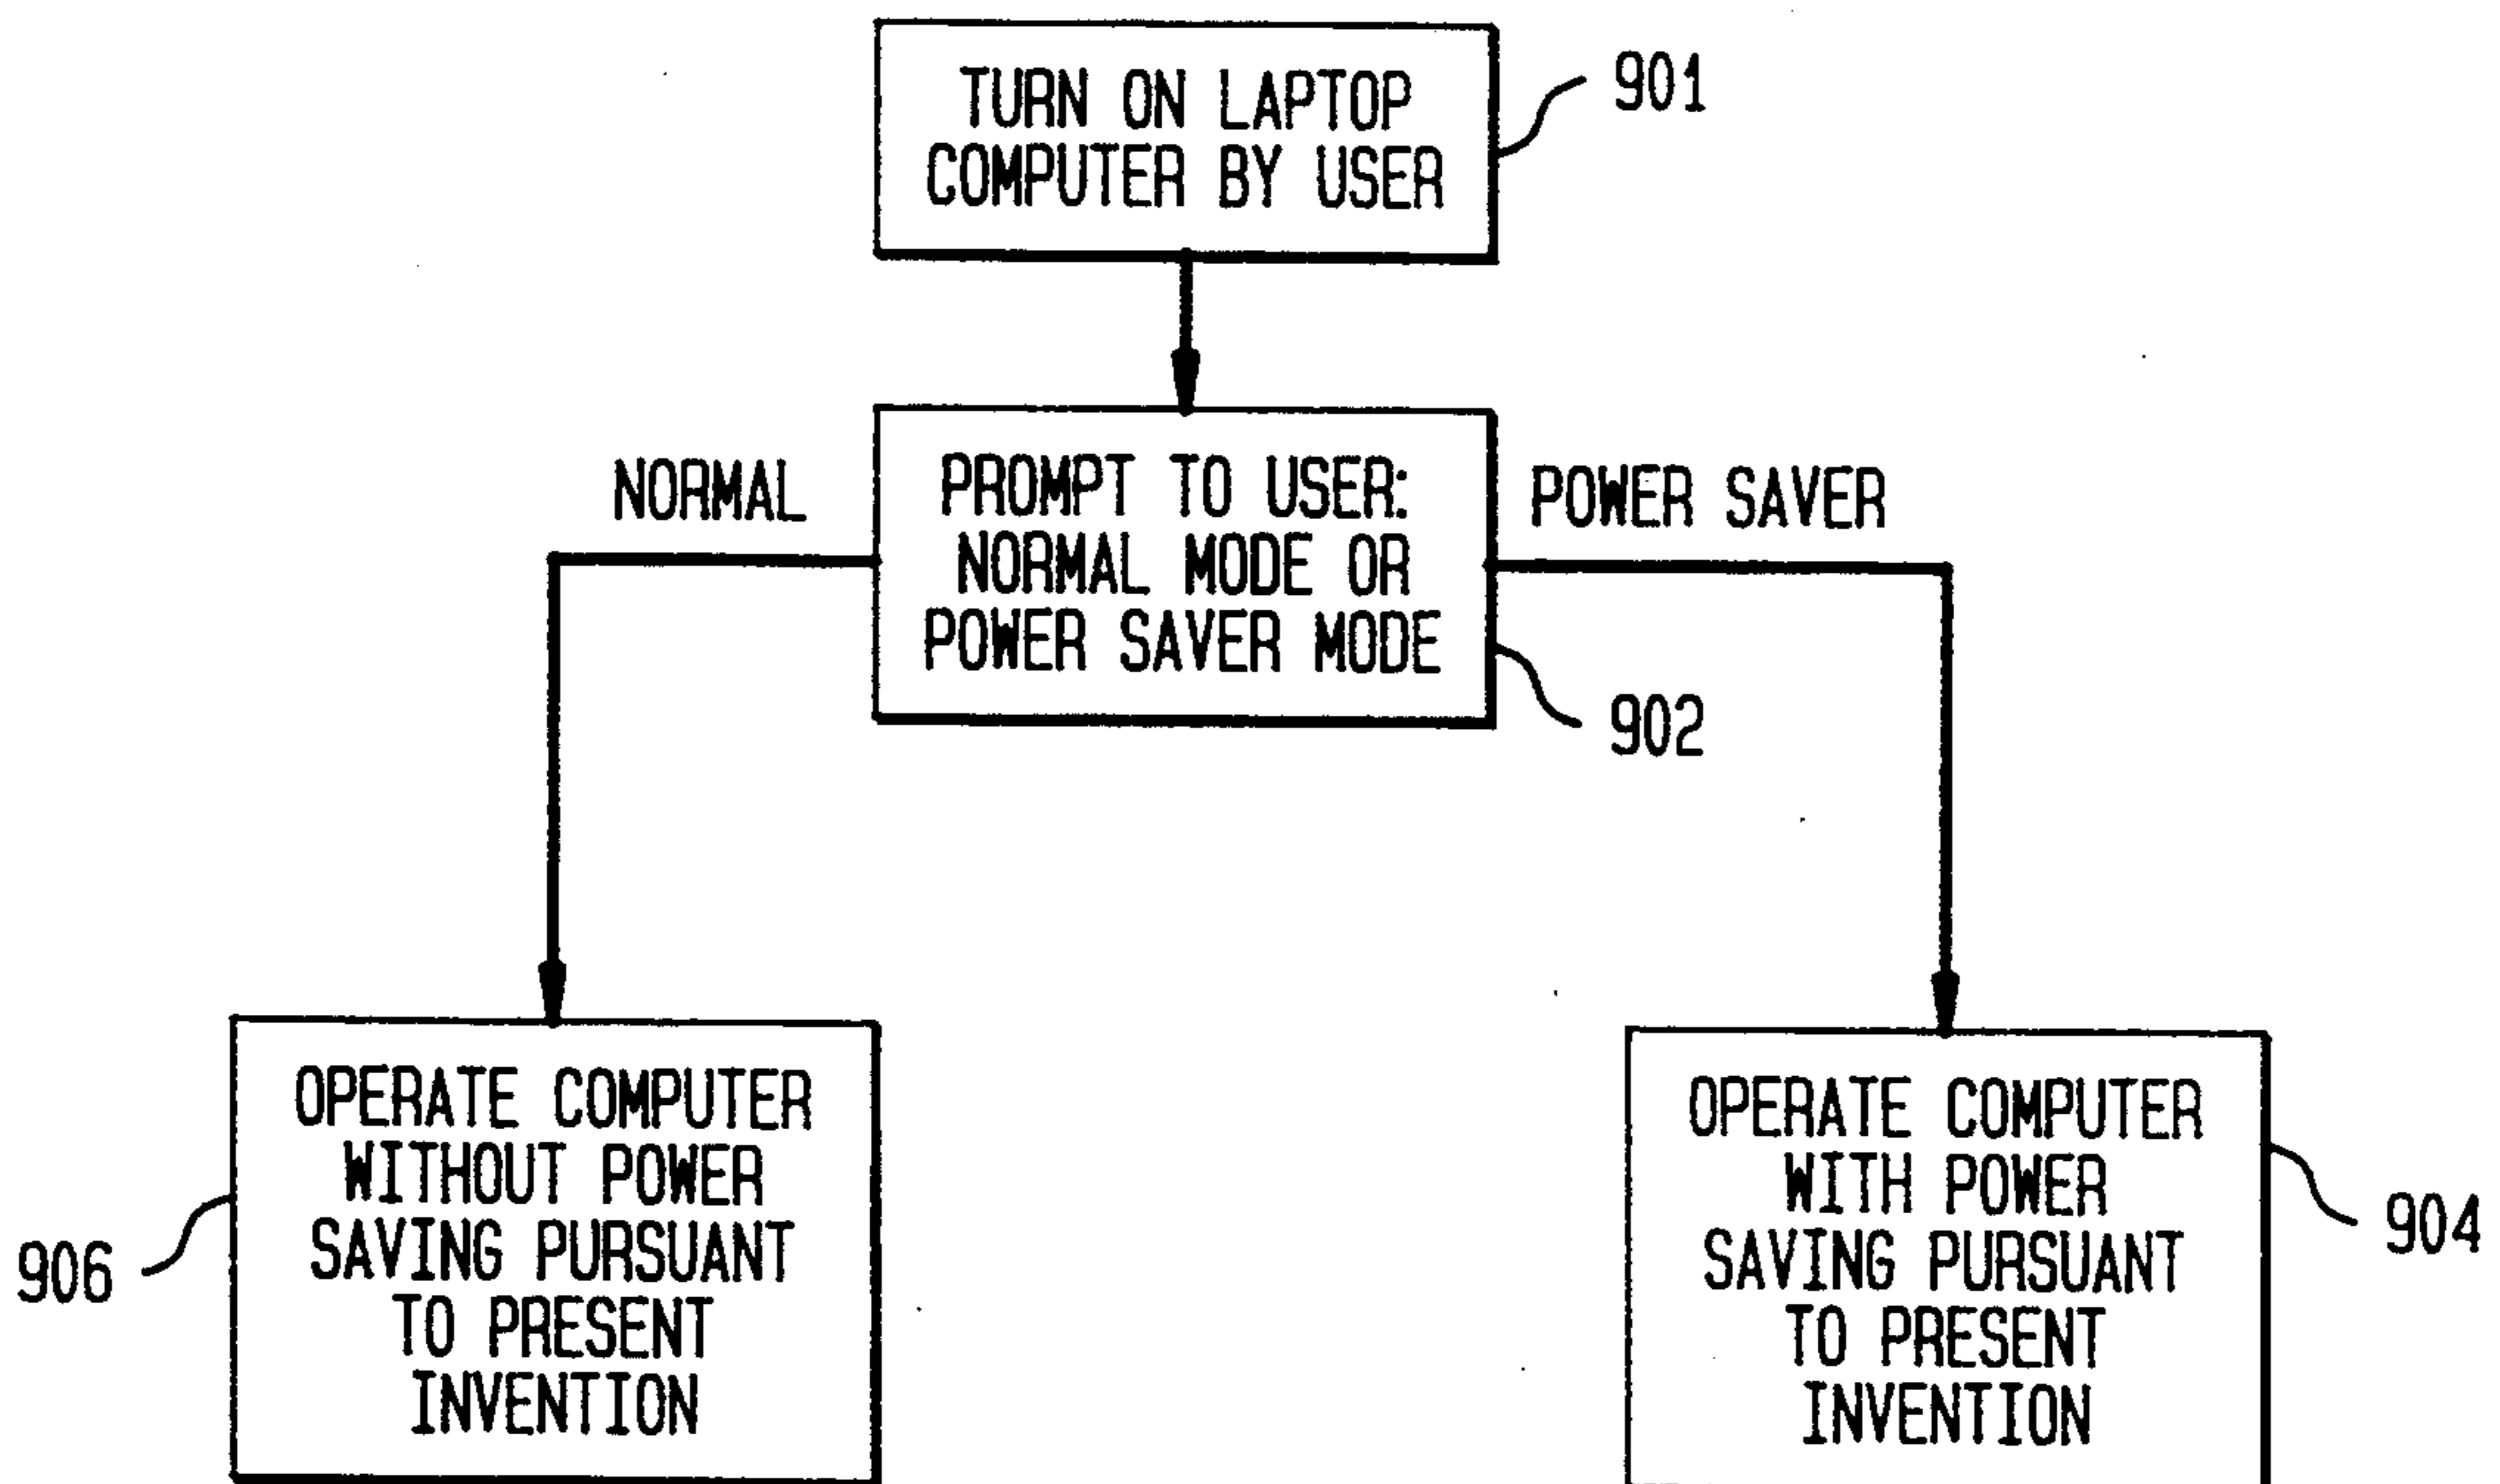 TURN ON LAPTOP
COMPUTER BY USER
901
PROMPT TO USER:
NORMAL MODE OR
POWER SAVER MODE
902
NORMAL
POWER SAVER
OPERATE COMPUTER
WITHOUT POWER
SAVING PURSUANT
TO PRESENT
INVENTION
906
OPERATE COMPUTER
WITH POWER
SAVING PURSUANT
TO PRESENT
INVENTION
904